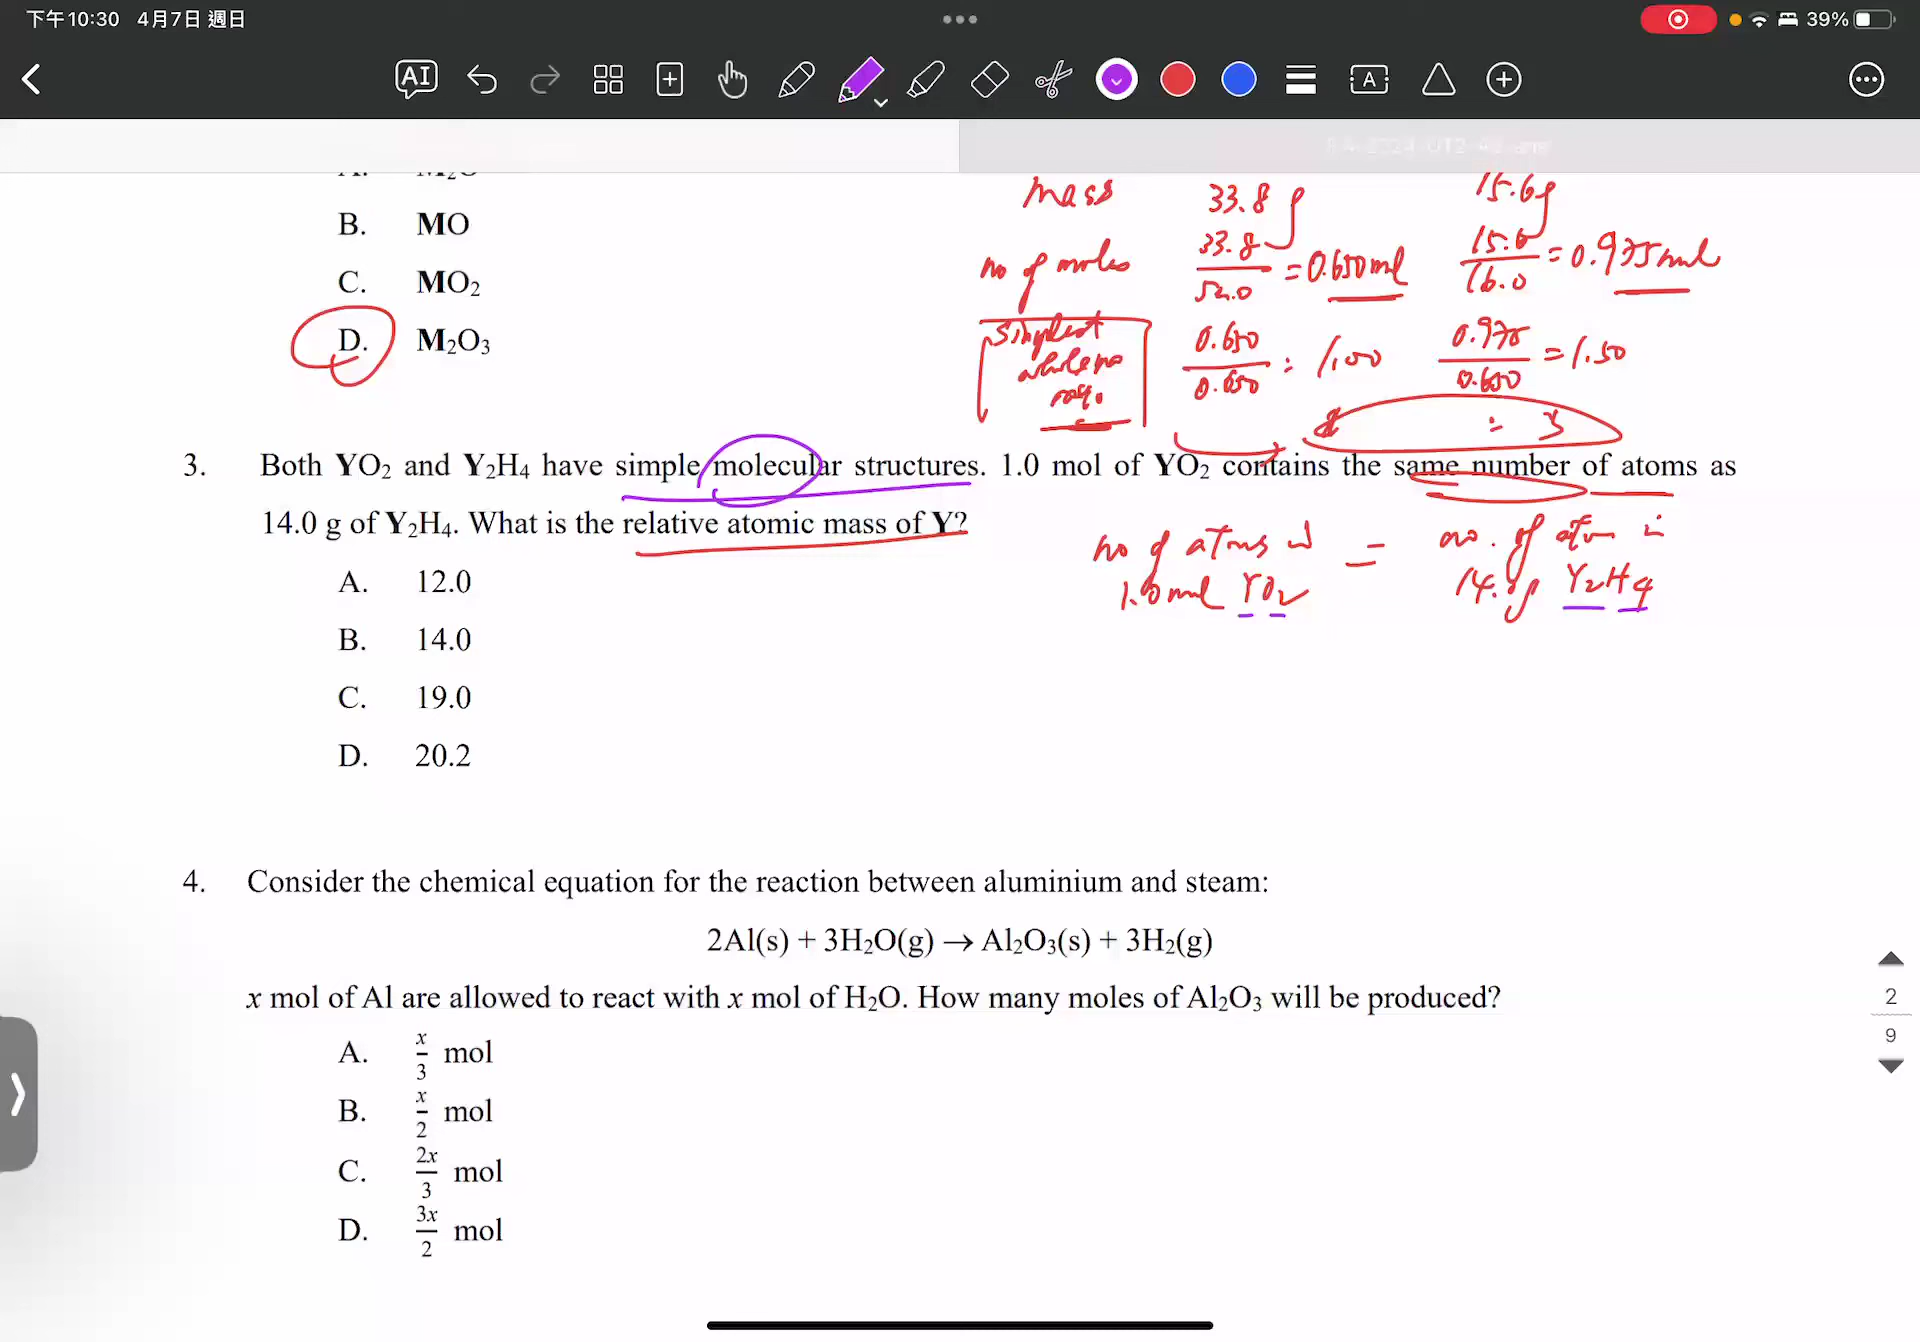 下午10:30 4月7日 週日
39%
AI
A
B. MO
C. MO₂
D. M₂O₃
mass 33.8 g 15.6 g
no of moles 33.8/52.0 = 0.650 mol 15.6/16.0 = 0.975 mol
simplest whole no ratio 0.650/0.650 = 1.00 0.975/0.650 = 1.50
2 : 3
3. Both YO₂ and Y₂H₄ have simple molecular structures. 1.0 mol of YO₂ contains the same number of atoms as
14.0 g of Y₂H₄. What is the relative atomic mass of Y?
no of atoms in 1.0 mol YO₂ = no. of atom in 14.0g Y₂H₄
A. 12.0
B. 14.0
C. 19.0
D. 20.2
4. Consider the chemical equation for the reaction between aluminium and steam:
2Al(s) + 3H₂O(g) → Al₂O₃(s) + 3H₂(g)
x mol of Al are allowed to react with x mol of H₂O. How many moles of Al₂O₃ will be produced?
A. x/3 mol
B. x/2 mol
C. 2x/3 mol
D. 3x/2 mol
2
9